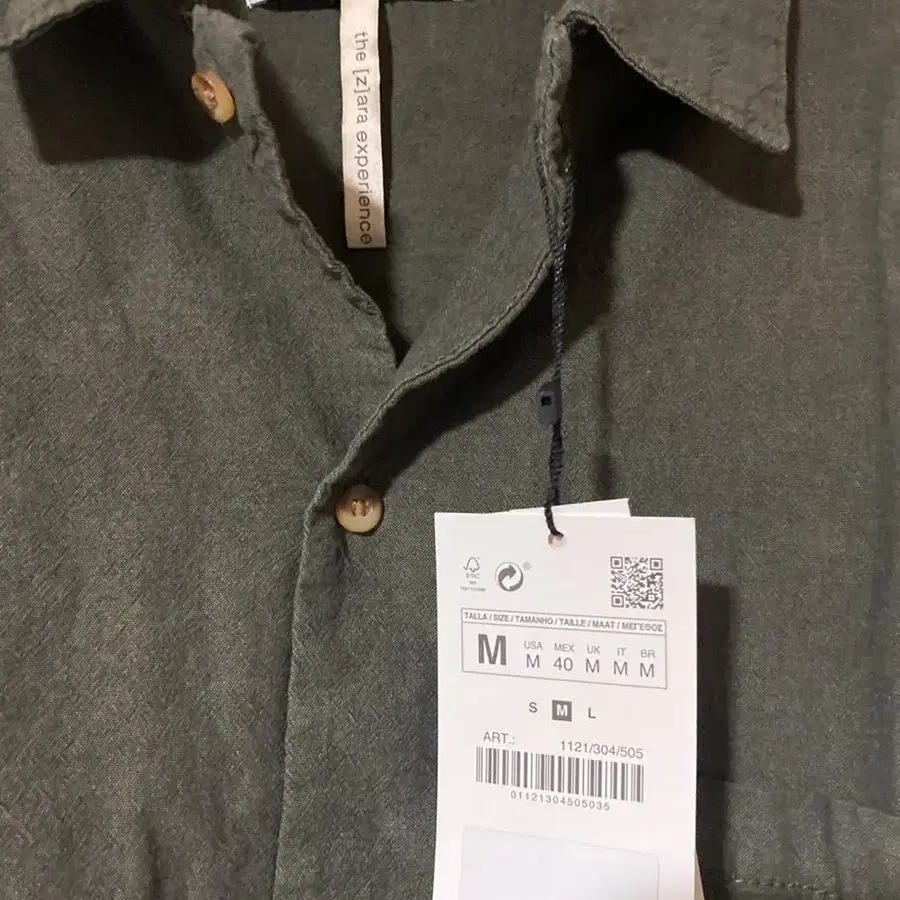 the [z]ara experience
FSC
®
TALLA / SIZE / TAMANHO / TAILLE / MAAT / ΜΕΓΕΘΟΣ
M
USA MEX UK IT BR
M 40 M M M
S M L
ART.: 1121/304/505
01121304505035